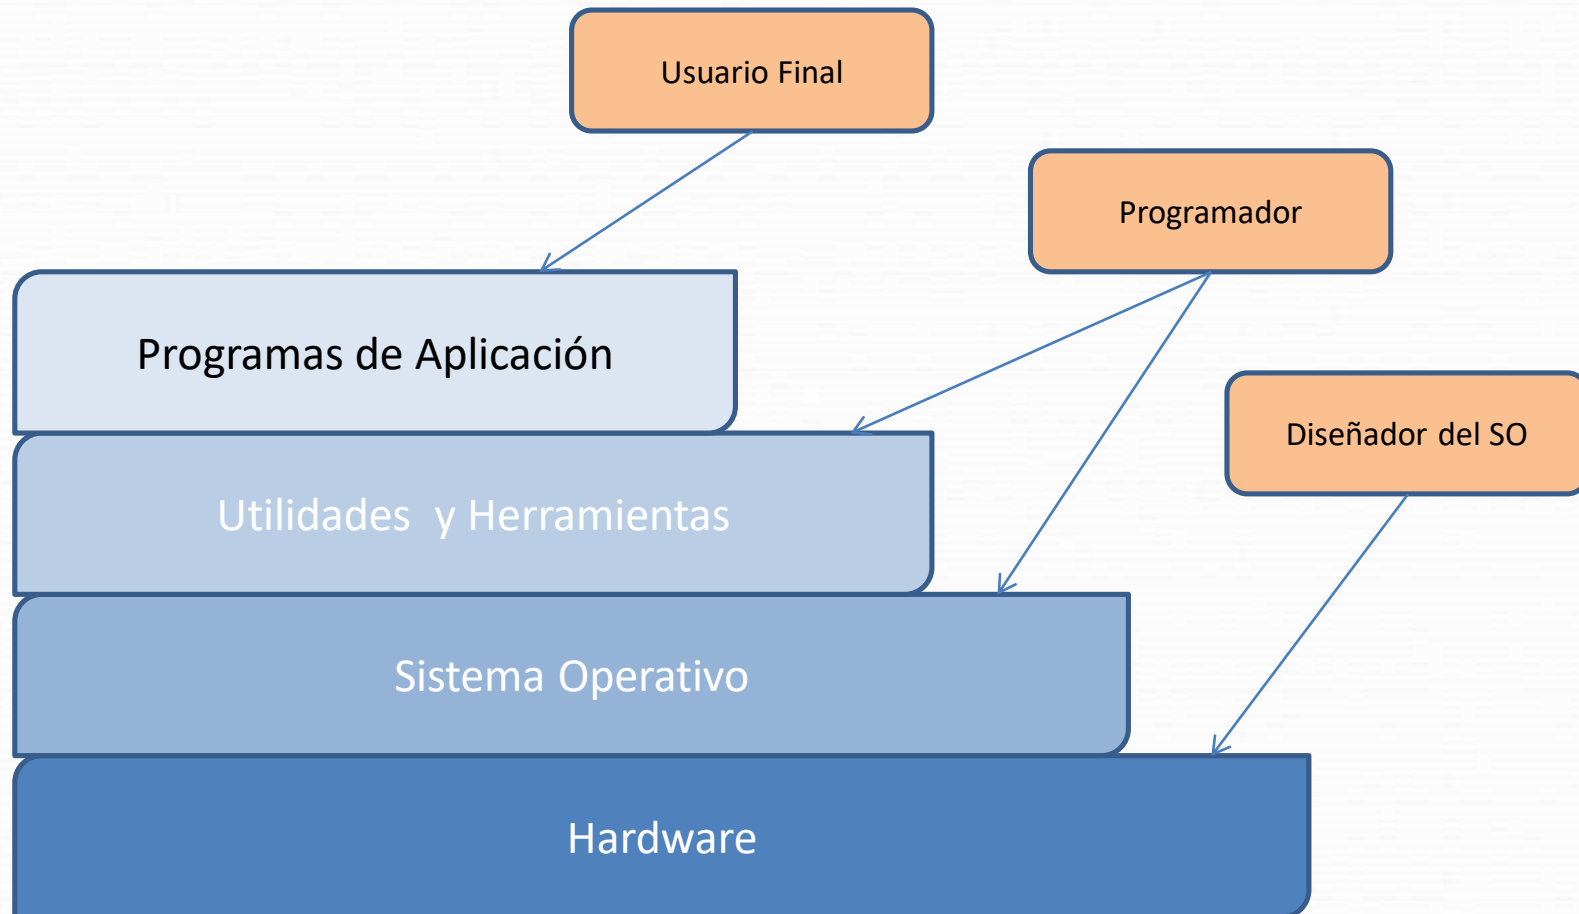 Usuario Final
Programador
Programas de Aplicación
Diseñador del SO
Utilidades  y Herramientas
Sistema Operativo
Hardware